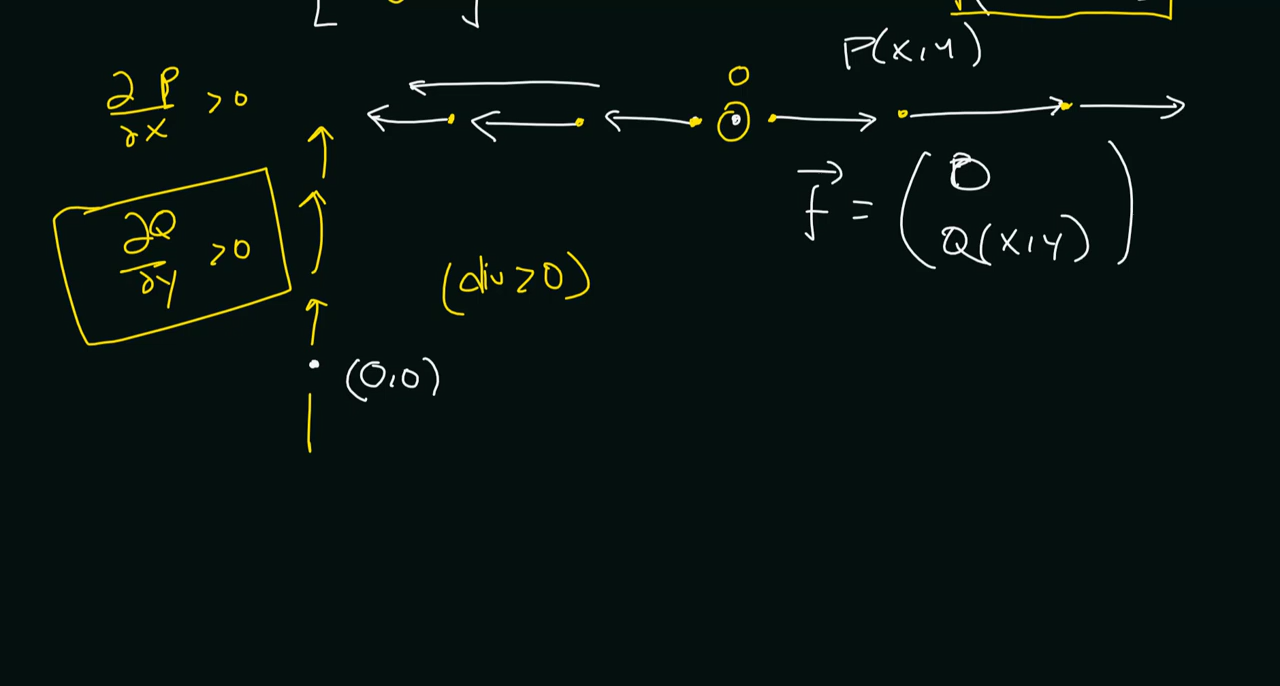 [ ]
P(x,y)
0
∂P/∂x > 0
f⃗ = ( 0
Q(x,y) )
∂Q/∂y > 0
(div > 0)
(0,0)